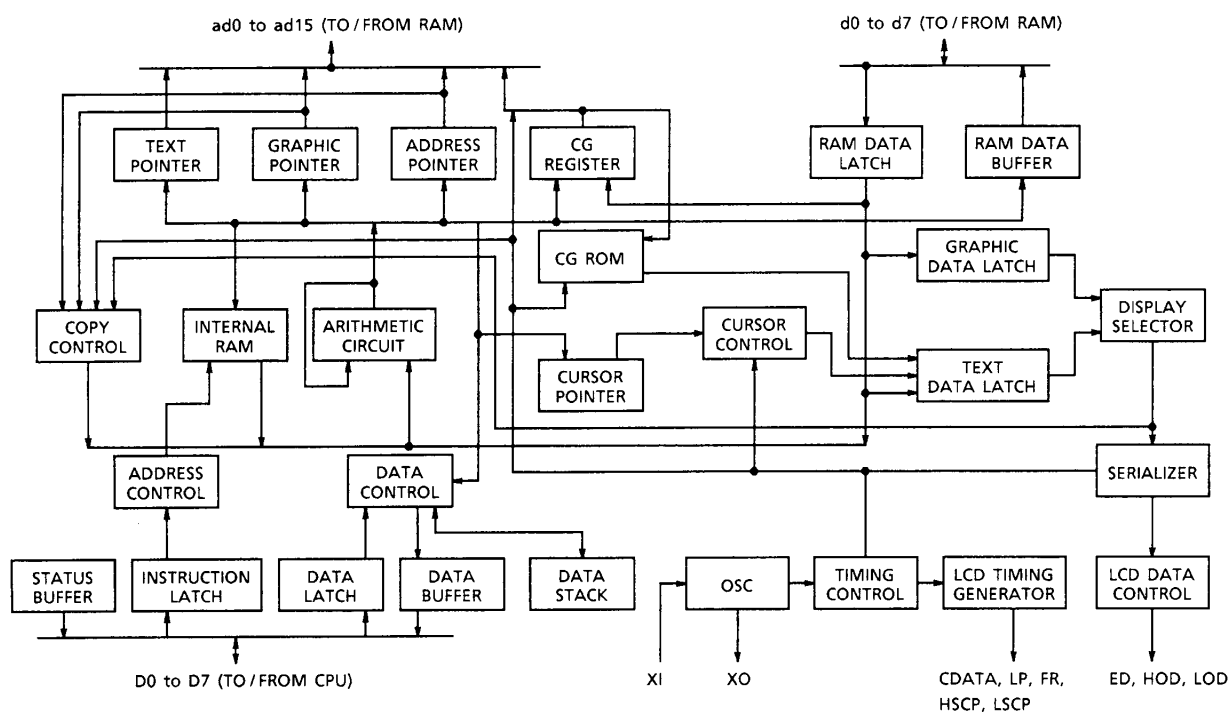 ad0 to ad15 (TO / FROM RAM)
d0 to d7 (TO / FROM RAM)
TEXT
POINTER
GRAPHIC
POINTER
ADDRESS
POINTER
CG
REGISTER
RAM DATA
LATCH
RAM DATA
BUFFER
CG ROM
GRAPHIC
DATA LATCH
COPY
CONTROL
INTERNAL
RAM
ARITHMETIC
CIRCUIT
CURSOR
CONTROL
DISPLAY
SELECTOR
CURSOR
POINTER
TEXT
DATA LATCH
ADDRESS
CONTROL
DATA
CONTROL
SERIALIZER
STATUS
BUFFER
INSTRUCTION
LATCH
DATA
LATCH
DATA
BUFFER
DATA
STACK
OSC
TIMING
CONTROL
LCD TIMING
GENERATOR
LCD DATA
CONTROL
D0 to D7 (TO / FROM CPU)
XI
XO
CDATA, LP, FR,
HSCP, LSCP
ED, HOD, LOD